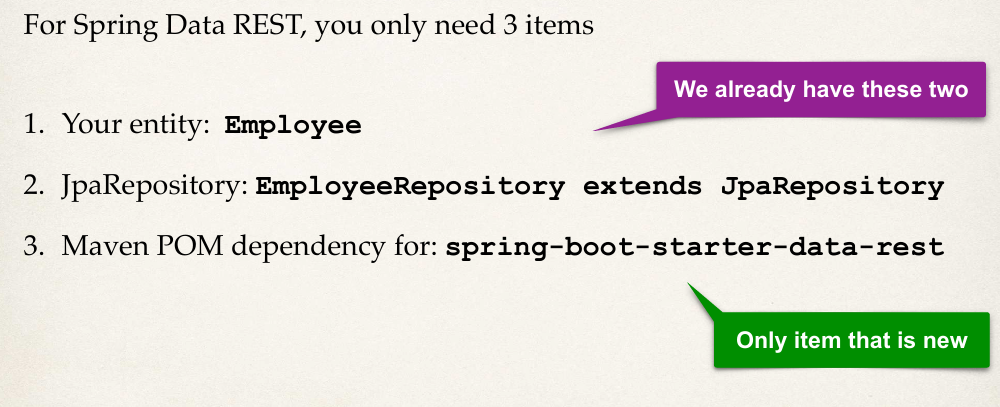 For Spring Data REST, you only need 3 items
We already have these two
1. Your entity: Employee
2. JpaRepository: EmployeeRepository extends JpaRepository
3. Maven POM dependency for: spring-boot-starter-data-rest
Only item that is new